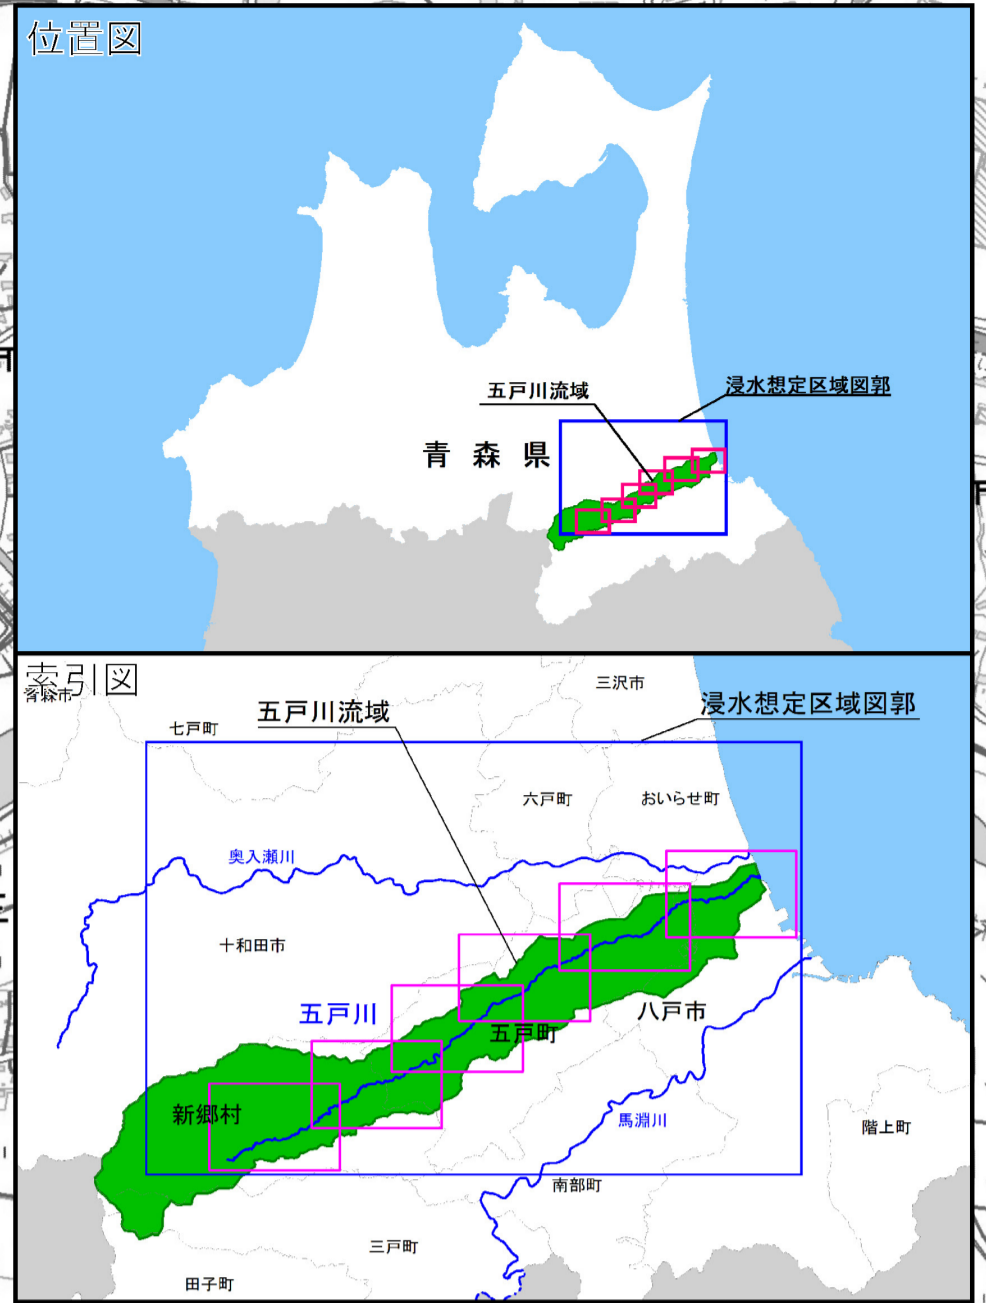 位置図
五戸川流域
浸水想定区域図郭
青森県
索引図
青森市
三沢市
浸水想定区域図郭
五戸川流域
七戸町
六戸町
おいらせ町
奥入瀬川
十和田市
五戸川
八戸市
五戸町
新郷村
馬淵川
階上町
南部町
三戸町
田子町